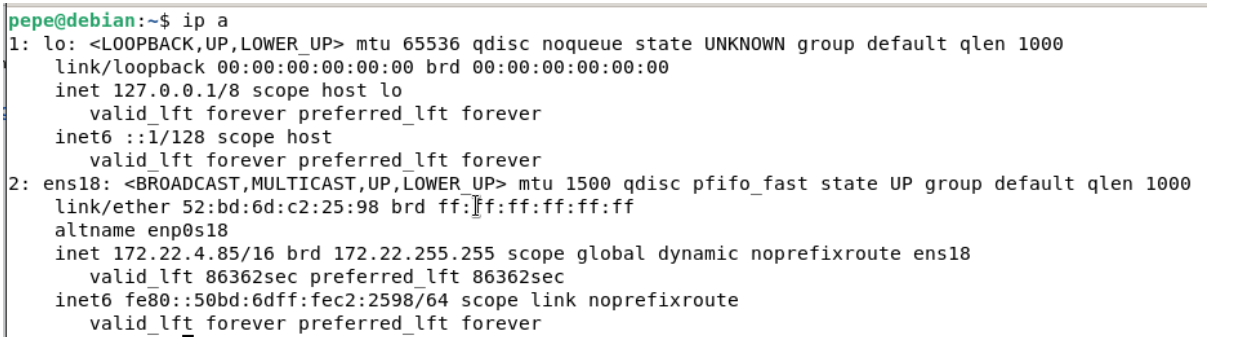 pepe@debian:~$ ip a
1: lo: <LOOPBACK,UP,LOWER_UP> mtu 65536 qdisc noqueue state UNKNOWN group default qlen 1000
    link/loopback 00:00:00:00:00:00 brd 00:00:00:00:00:00
    inet 127.0.0.1/8 scope host lo
       valid_lft forever preferred_lft forever
    inet6 ::1/128 scope host
       valid_lft forever preferred_lft forever
2: ens18: <BROADCAST,MULTICAST,UP,LOWER_UP> mtu 1500 qdisc pfifo_fast state UP group default qlen 1000
    link/ether 52:bd:6d:c2:25:98 brd ff:ff:ff:ff:ff:ff
    altname enp0s18
    inet 172.22.4.85/16 brd 172.22.255.255 scope global dynamic noprefixroute ens18
       valid_lft 86362sec preferred_lft 86362sec
    inet6 fe80::50bd:6dff:fec2:2598/64 scope link noprefixroute
       valid_lft forever preferred_lft forever